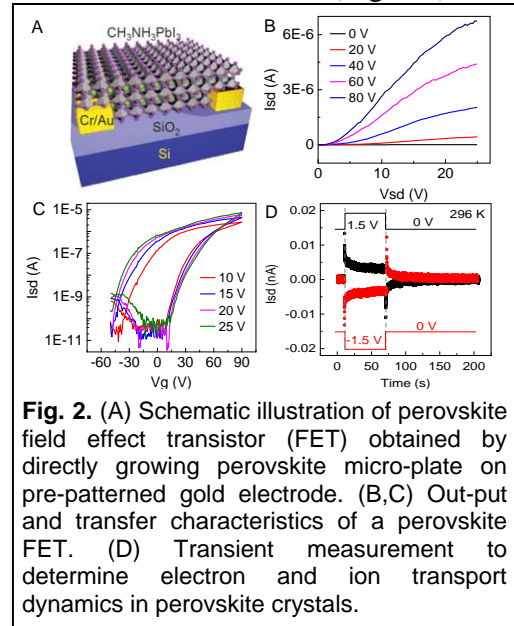 A
CH3NH3PbI3
Cr/Au
SiO2
Si
B
0 V
20 V
40 V
60 V
80 V
6E-6
3E-6
0
Isd (A)
0 10 20
Vsd (V)
C
1E-5
1E-7
1E-9
1E-11
Isd (A)
10 V
15 V
20 V
25 V
-60 -30 0 30 60 90
Vg (V)
D
296 K
0.02
0.01
0.00
-0.01
-0.02
Isd (nA)
1.5 V
0 V
0 V
-1.5 V
0 50 100 150 200
Time (s)
Fig. 2. (A) Schematic illustration of perovskite
field effect transistor (FET) obtained by
directly growing perovskite micro-plate on
pre-patterned gold electrode. (B,C) Out-put
and transfer characteristics of a perovskite
FET. (D) Transient measurement to
determine electron and ion transport
dynamics in perovskite crystals.